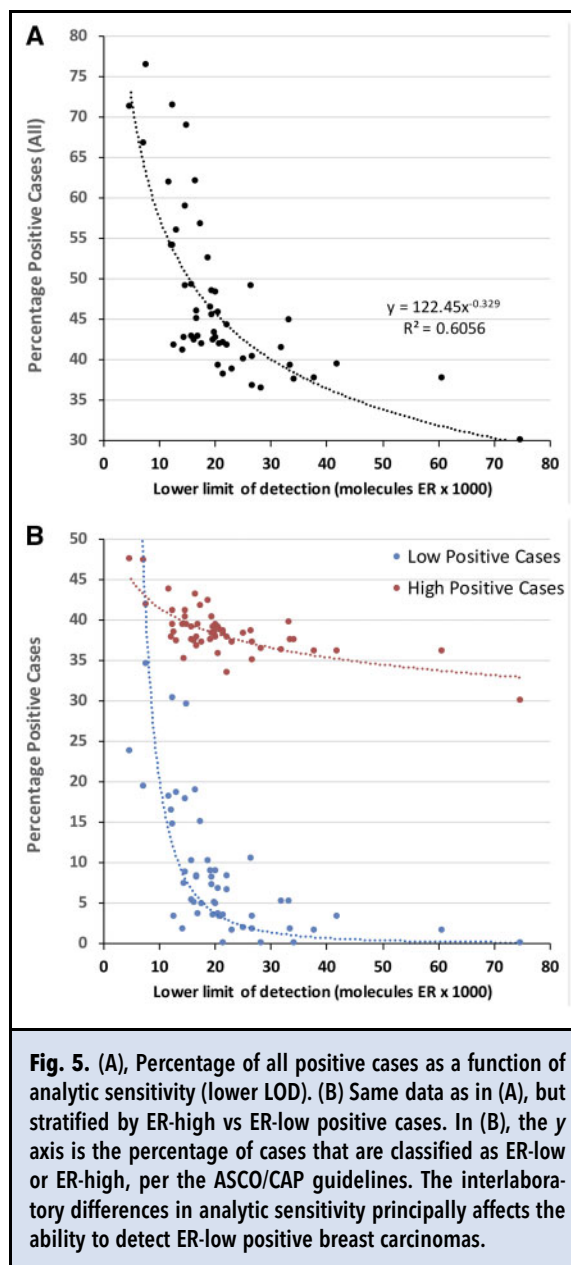 A
Percentage Positive Cases (All)
80
75
70
65
60
55
50
45
40
35
30
y = 122.45x^-0.329
R² = 0.6056
0 10 20 30 40 50 60 70 80
Lower limit of detection (molecules ER x 1000)
B
Percentage Positive Cases
50
45
40
35
30
25
20
15
10
5
0
Low Positive Cases
High Positive Cases
0 10 20 30 40 50 60 70 80
Lower limit of detection (molecules ER x 1000)
Fig. 5. (A), Percentage of all positive cases as a function of
analytic sensitivity (lower LOD). (B) Same data as in (A), but
stratified by ER-high vs ER-low positive cases. In (B), the y
axis is the percentage of cases that are classified as ER-low
or ER-high, per the ASCO/CAP guidelines. The interlabora-
tory differences in analytic sensitivity principally affects the
ability to detect ER-low positive breast carcinomas.